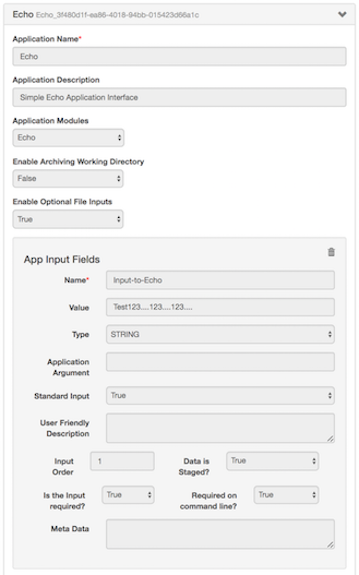 Echo Echo_3f480d1f-ea86-4018-94bb-015423d66a1c
Application Name*
Echo
Application Description
Simple Echo Application Interface
Application Modules
Echo
Enable Archiving Working Directory
False
Enable Optional File Inputs
True
App Input Fields
Name* Input-to-Echo
Value Test123....123....123....
Type STRING
Application
Argument
Standard Input True
User Friendly
Description
Input
Order
1
Data is
Staged?
True
Is the Input
required?
True
Required on
command line?
True
Meta Data